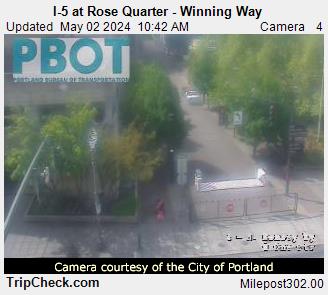 I-5 at Rose Quarter - Winning Way
Updated May 02 2024 10:42 AM Camera 4
PBOT
PORTLAND BUREAU OF TRANSPORTATION
Camera courtesy of the City of Portland
TripCheck.com Milepost302.00